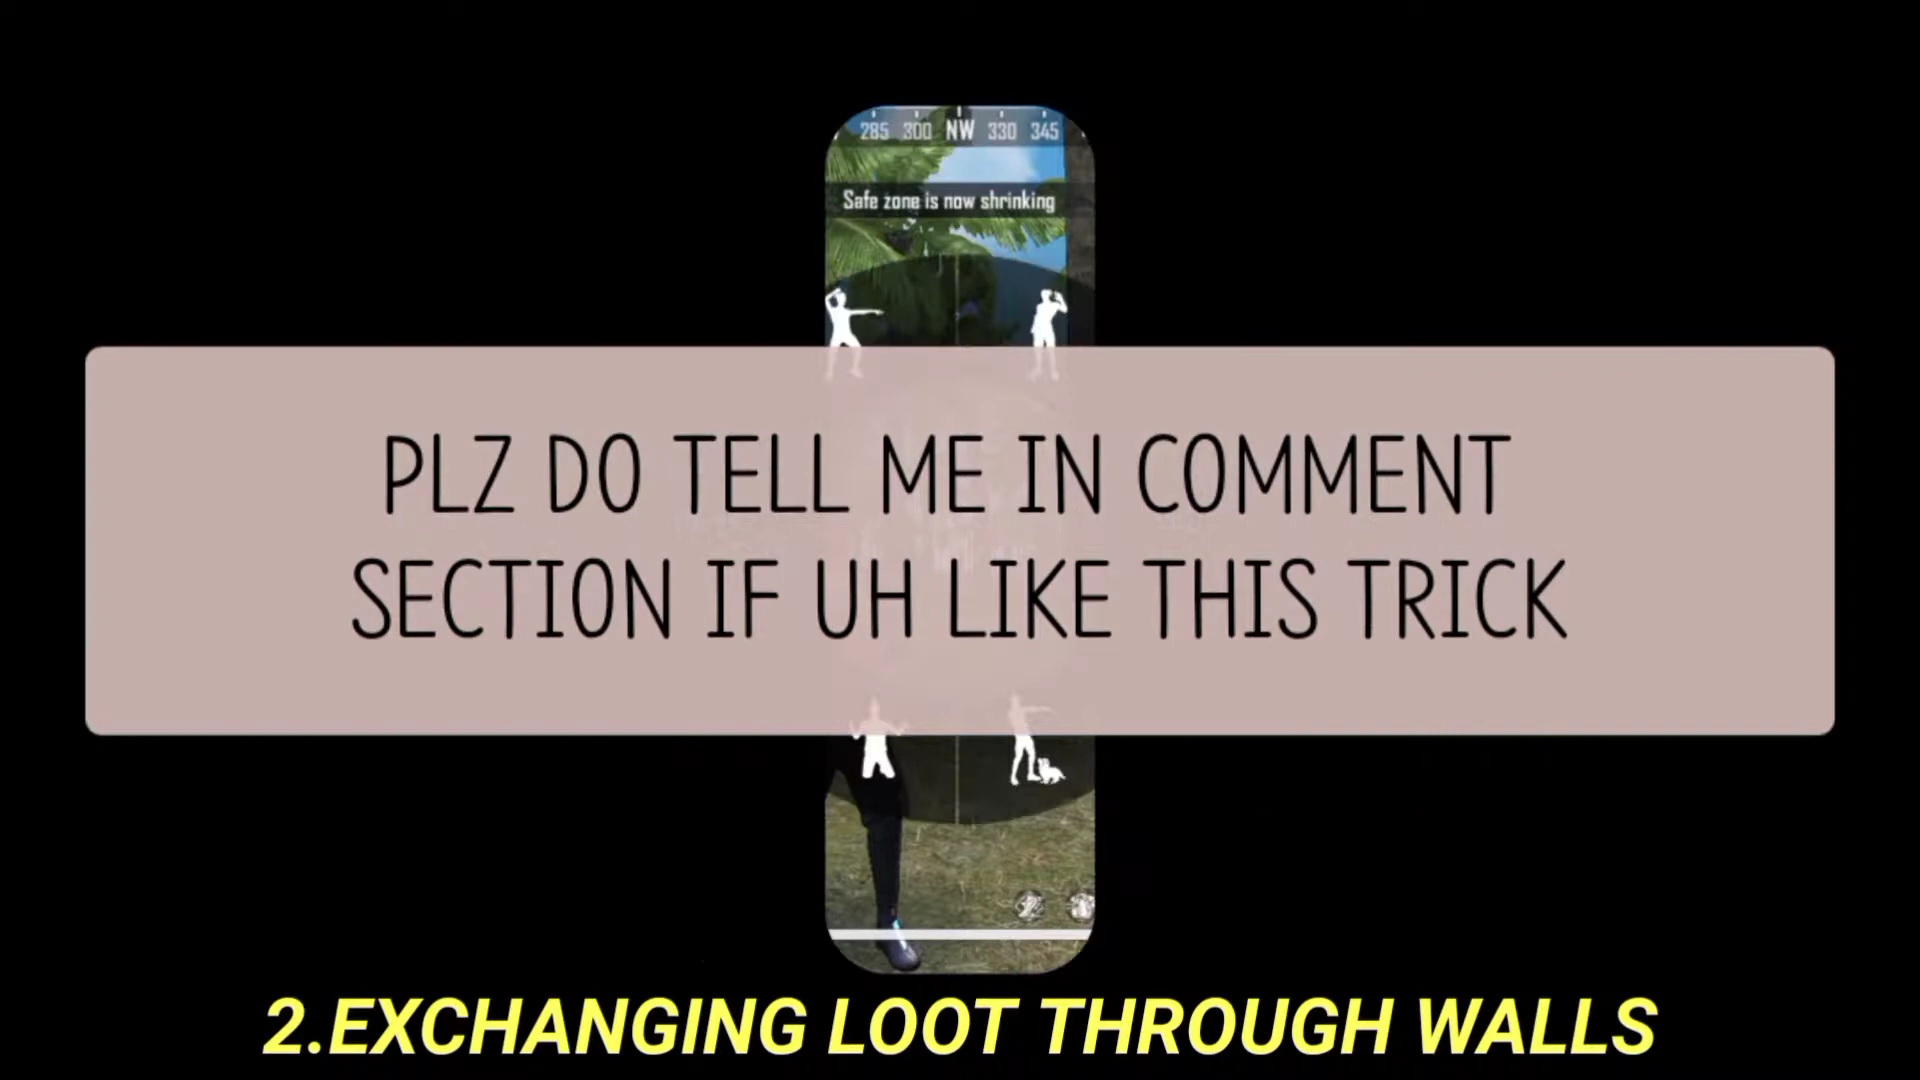 285 300 NW 330 345
Safe zone is now shrinking
PLZ DO TELL ME IN COMMENT
SECTION IF UH LIKE THIS TRICK
2.EXCHANGING LOOT THROUGH WALLS